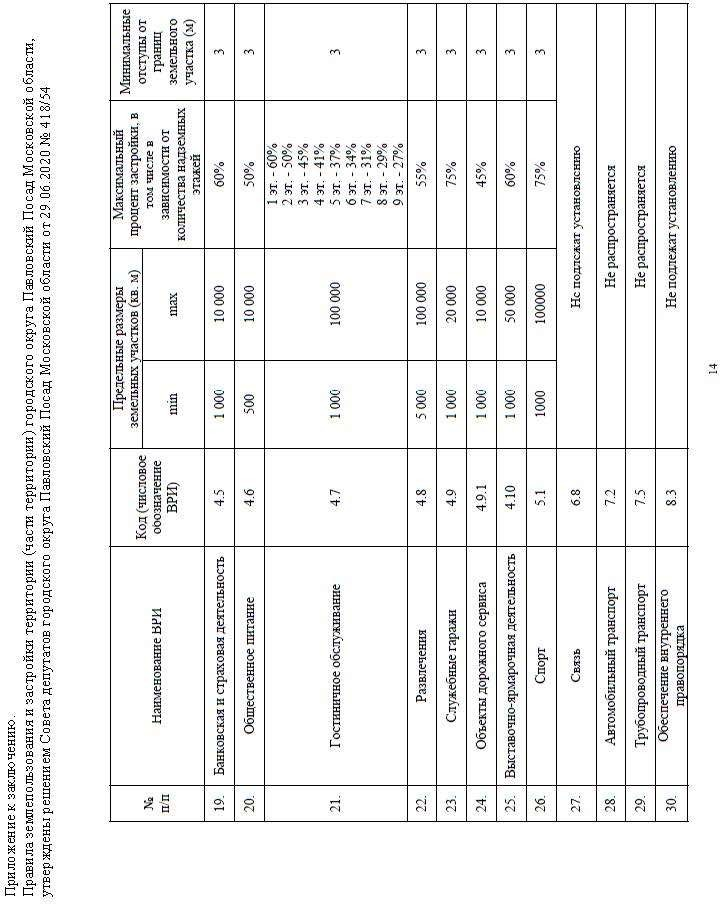 Приложение к заключению.
Правила землепользования и застройки территории (части территории) городского округа Павловский Посад Московской области,
утверждены решением Совета депутатов городского округа Павловский Посад Московской области от 29.06.2020 № 418/54
№
п/п
Наименование ВРИ
Код (числовое
обозначение
ВРИ)
Предельные размеры
земельных участков (кв. м)
min
max
Максимальный
процент застройки, в
том числе в
зависимости от
количества надземных
этажей
Минимальные
отступы от
границ
земельного
участка (м)
19. Банковская и страховая деятельность 4.5 1 000 10 000 60% 3
20. Общественное питание 4.6 500 10 000 50% 3
21. Гостиничное обслуживание 4.7 1 000 100 000
1 эт. - 60%
2 эт. - 50%
3 эт. - 45%
4 эт. - 41%
5 эт. - 37%
6 эт. - 34%
7 эт. - 31%
8 эт. - 29%
9 эт. - 27%
3
22. Развлечения 4.8 5 000 100 000 55% 3
23. Служебные гаражи 4.9 1 000 20 000 75% 3
24. Объекты дорожного сервиса 4.9.1 1 000 10 000 45% 3
25. Выставочно-ярмарочная деятельность 4.10 1 000 50 000 60% 3
26. Спорт 5.1 1000 100000 75% 3
27. Связь 6.8 Не подлежат установлению
28. Автомобильный транспорт 7.2 Не распространяется
29. Трубопроводный транспорт 7.5 Не распространяется
30. Обеспечение внутреннего
правопорядка
8.3 Не подлежат установлению
14